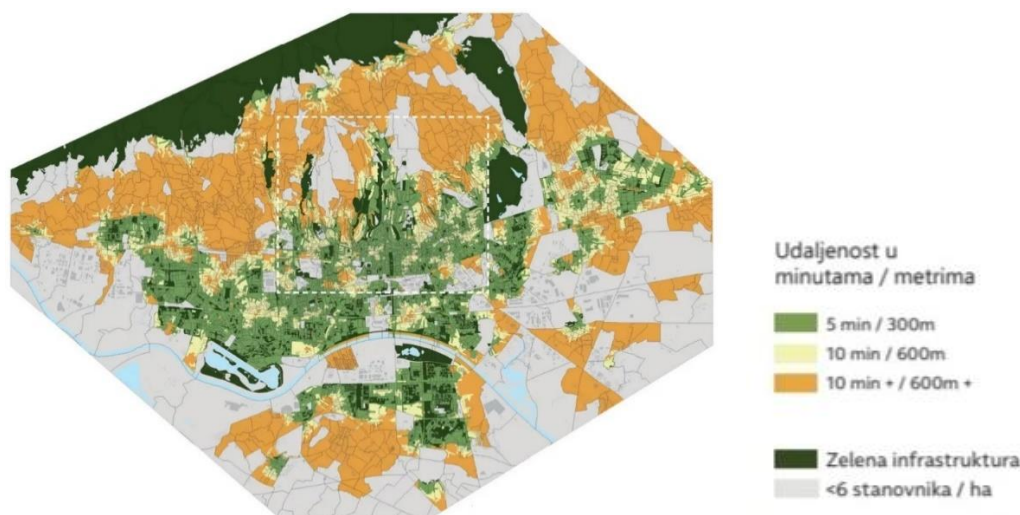 Udaljenost u
minutama / metrima
5 min / 300m
10 min / 600m
10 min + / 600m +
Zelena infrastruktura
<6 stanovnika / ha